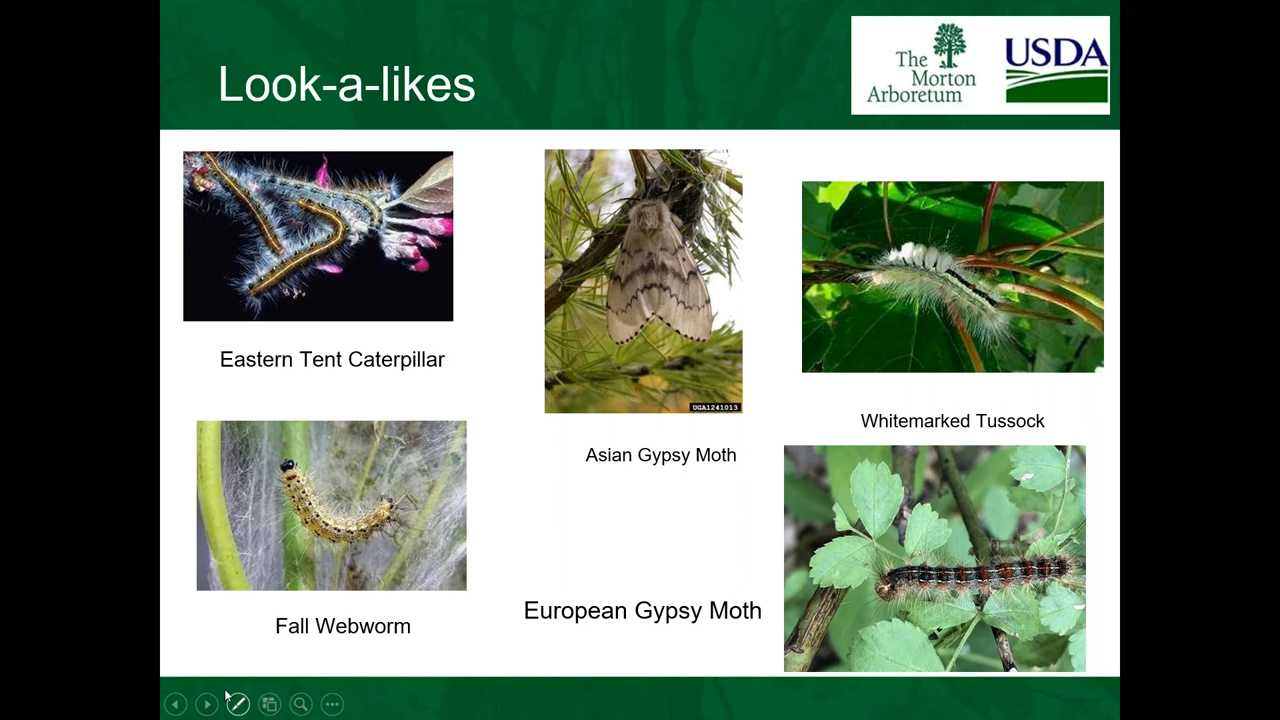 Look-a-likes
The
Morton
Arboretum
USDA
Eastern Tent Caterpillar
UGA1241013
Asian Gypsy Moth
Whitemarked Tussock
Fall Webworm
European Gypsy Moth